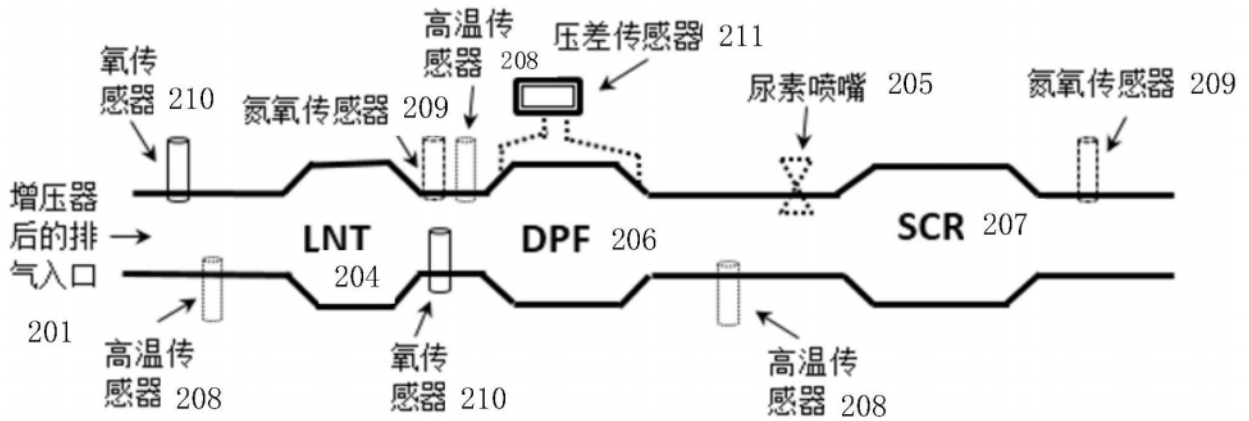 氧传
感器 210
高温传
感器 208
压差传感器 211
氮氧传感器 209
尿素喷嘴 205
氮氧传感器 209
增压器
后的排
气入口
201
LNT
204
DPF 206
SCR 207
高温传
感器 208
氧传
感器 210
高温传
感器 208